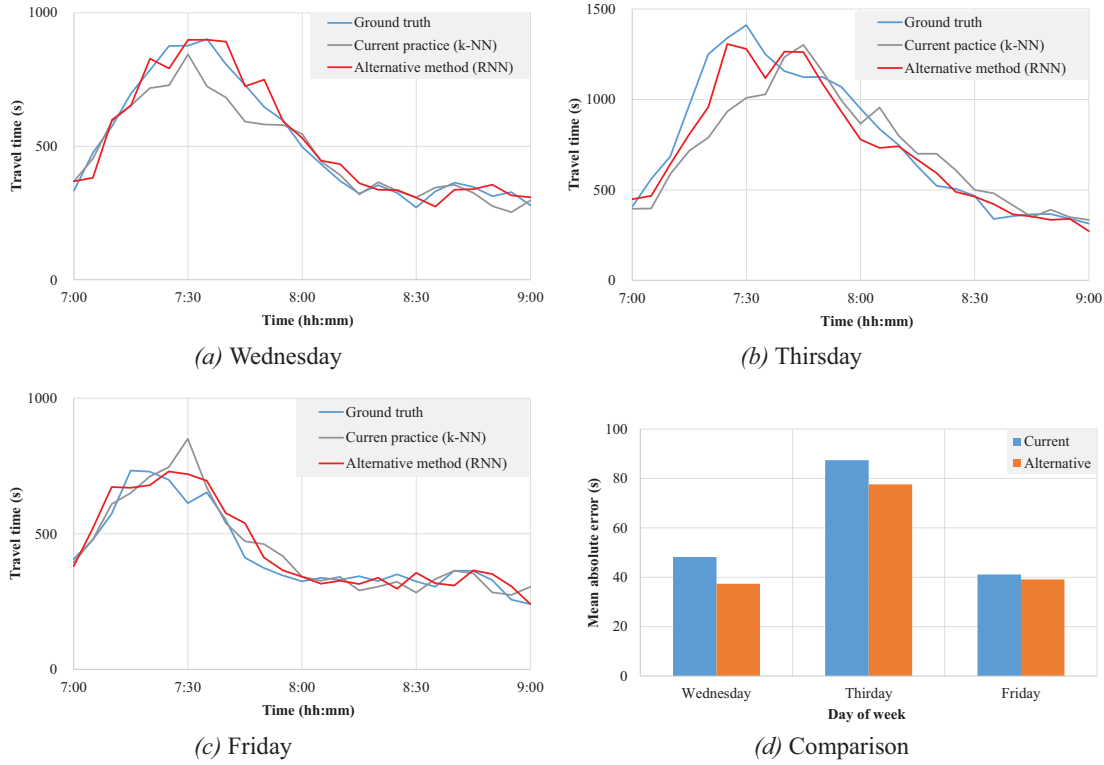 1000
500
0
Travel time (s)
7:00 7:30 8:00 8:30 9:00
Time (hh:mm)
Ground truth
Current practice (k-NN)
Alternative method (RNN)
(a) Wednesday
1500
1000
500
0
Travel time (s)
7:00 7:30 8:00 8:30 9:00
Time (hh:mm)
Ground truth
Current pactice (k-NN)
Alternative method (RNN)
(b) Thirsday
1000
500
0
Travel time (s)
7:00 7:30 8:00 8:30 9:00
Time (hh:mm)
Ground truth
Curren practice (k-NN)
Alternative method (RNN)
(c) Friday
100
80
60
40
20
0
Mean absolute error (s)
Wednesday Thirday Friday
Day of week
Current
Alternative
(d) Comparison